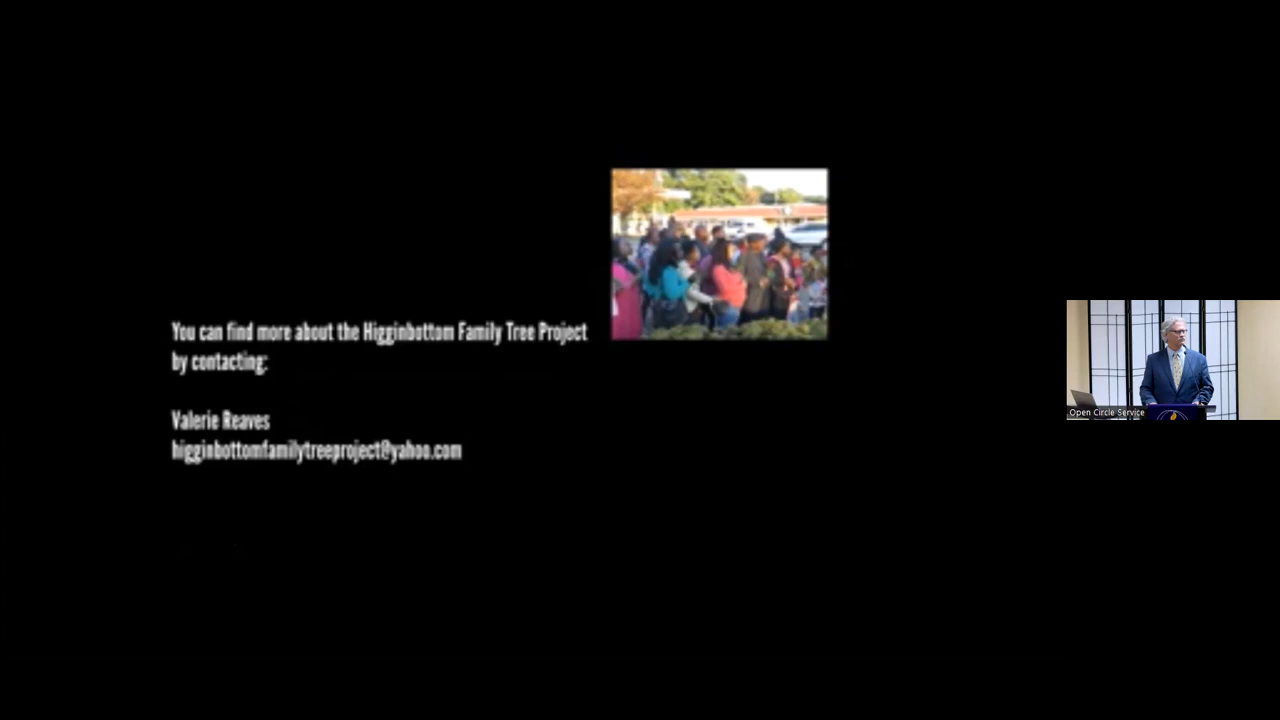 You can find more about the Higginbottom Family Tree Project
by contacting:
Valerie Reaves
higginbottomfamilytreeproject@yahoo.com
Open Circle Service